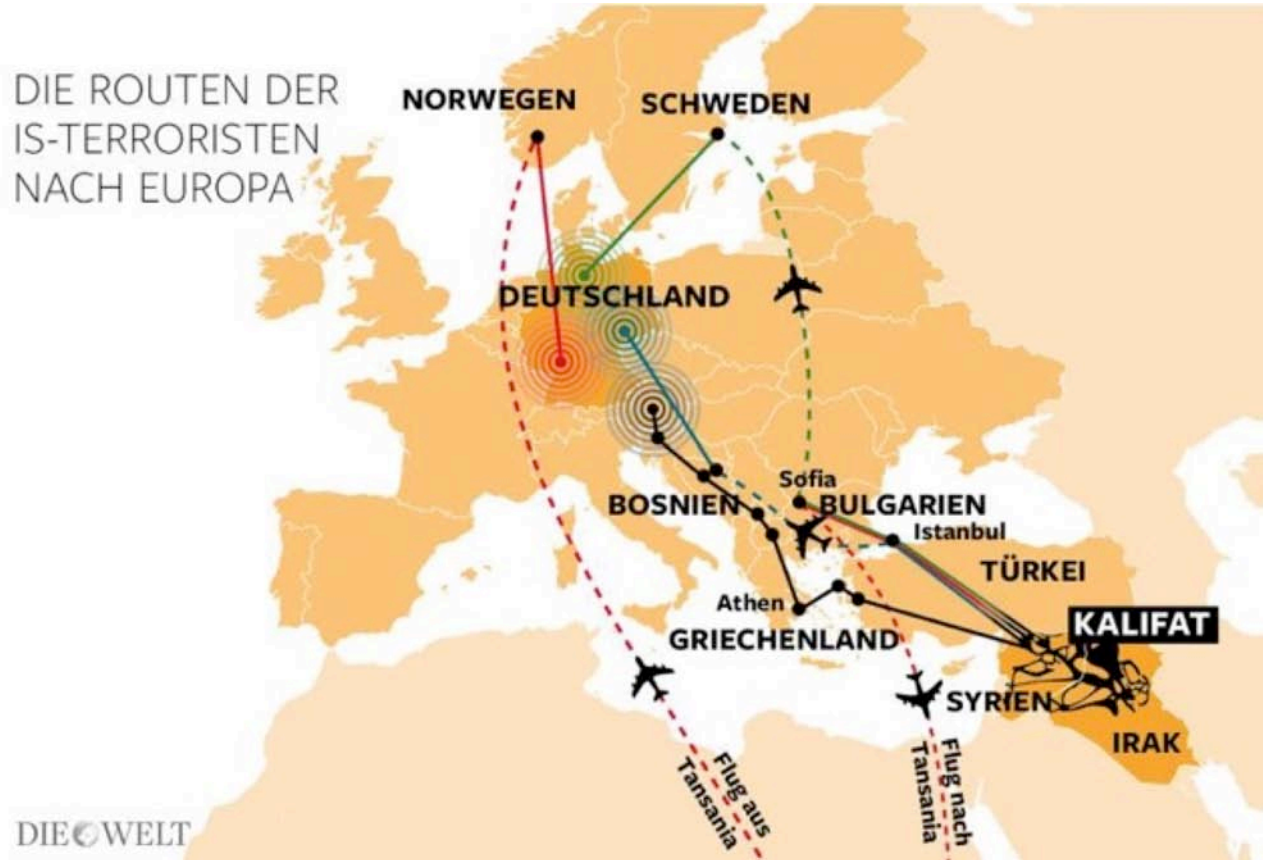 DIE ROUTEN DER
IS-TERRORISTEN
NACH EUROPA
NORWEGEN
SCHWEDEN
DEUTSCHLAND
Sofia
BOSNIEN
BULGARIEN
Istanbul
TÜRKEI
Athen
GRIECHENLAND
KALIFAT
SYRIEN
IRAK
Flug aus
Tansania
Flug nach
Tansania
DIE WELT